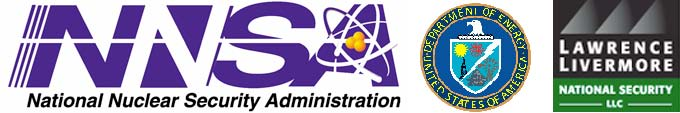 NNSA
National Nuclear Security Administration
DEPARTMENT OF ENERGY
UNITED STATES OF AMERICA
LAWRENCE
LIVERMORE
NATIONAL SECURITY
LLC